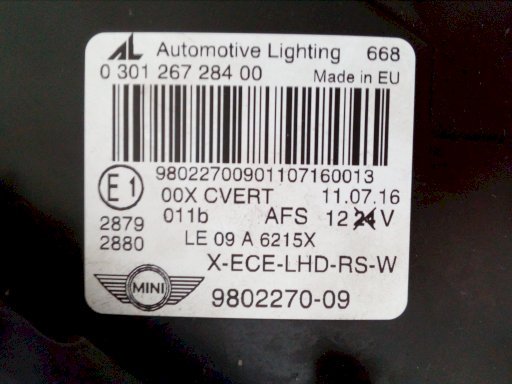 AL Automotive Lighting 668
0 301 267 284 00 Made in EU
98022700901107160013
E1 00X CVERT 11.07.16
011b AFS 12 24 V
2879
2880 LE 09 A 6215X
X-ECE-LHD-RS-W
MINI 9802270-09